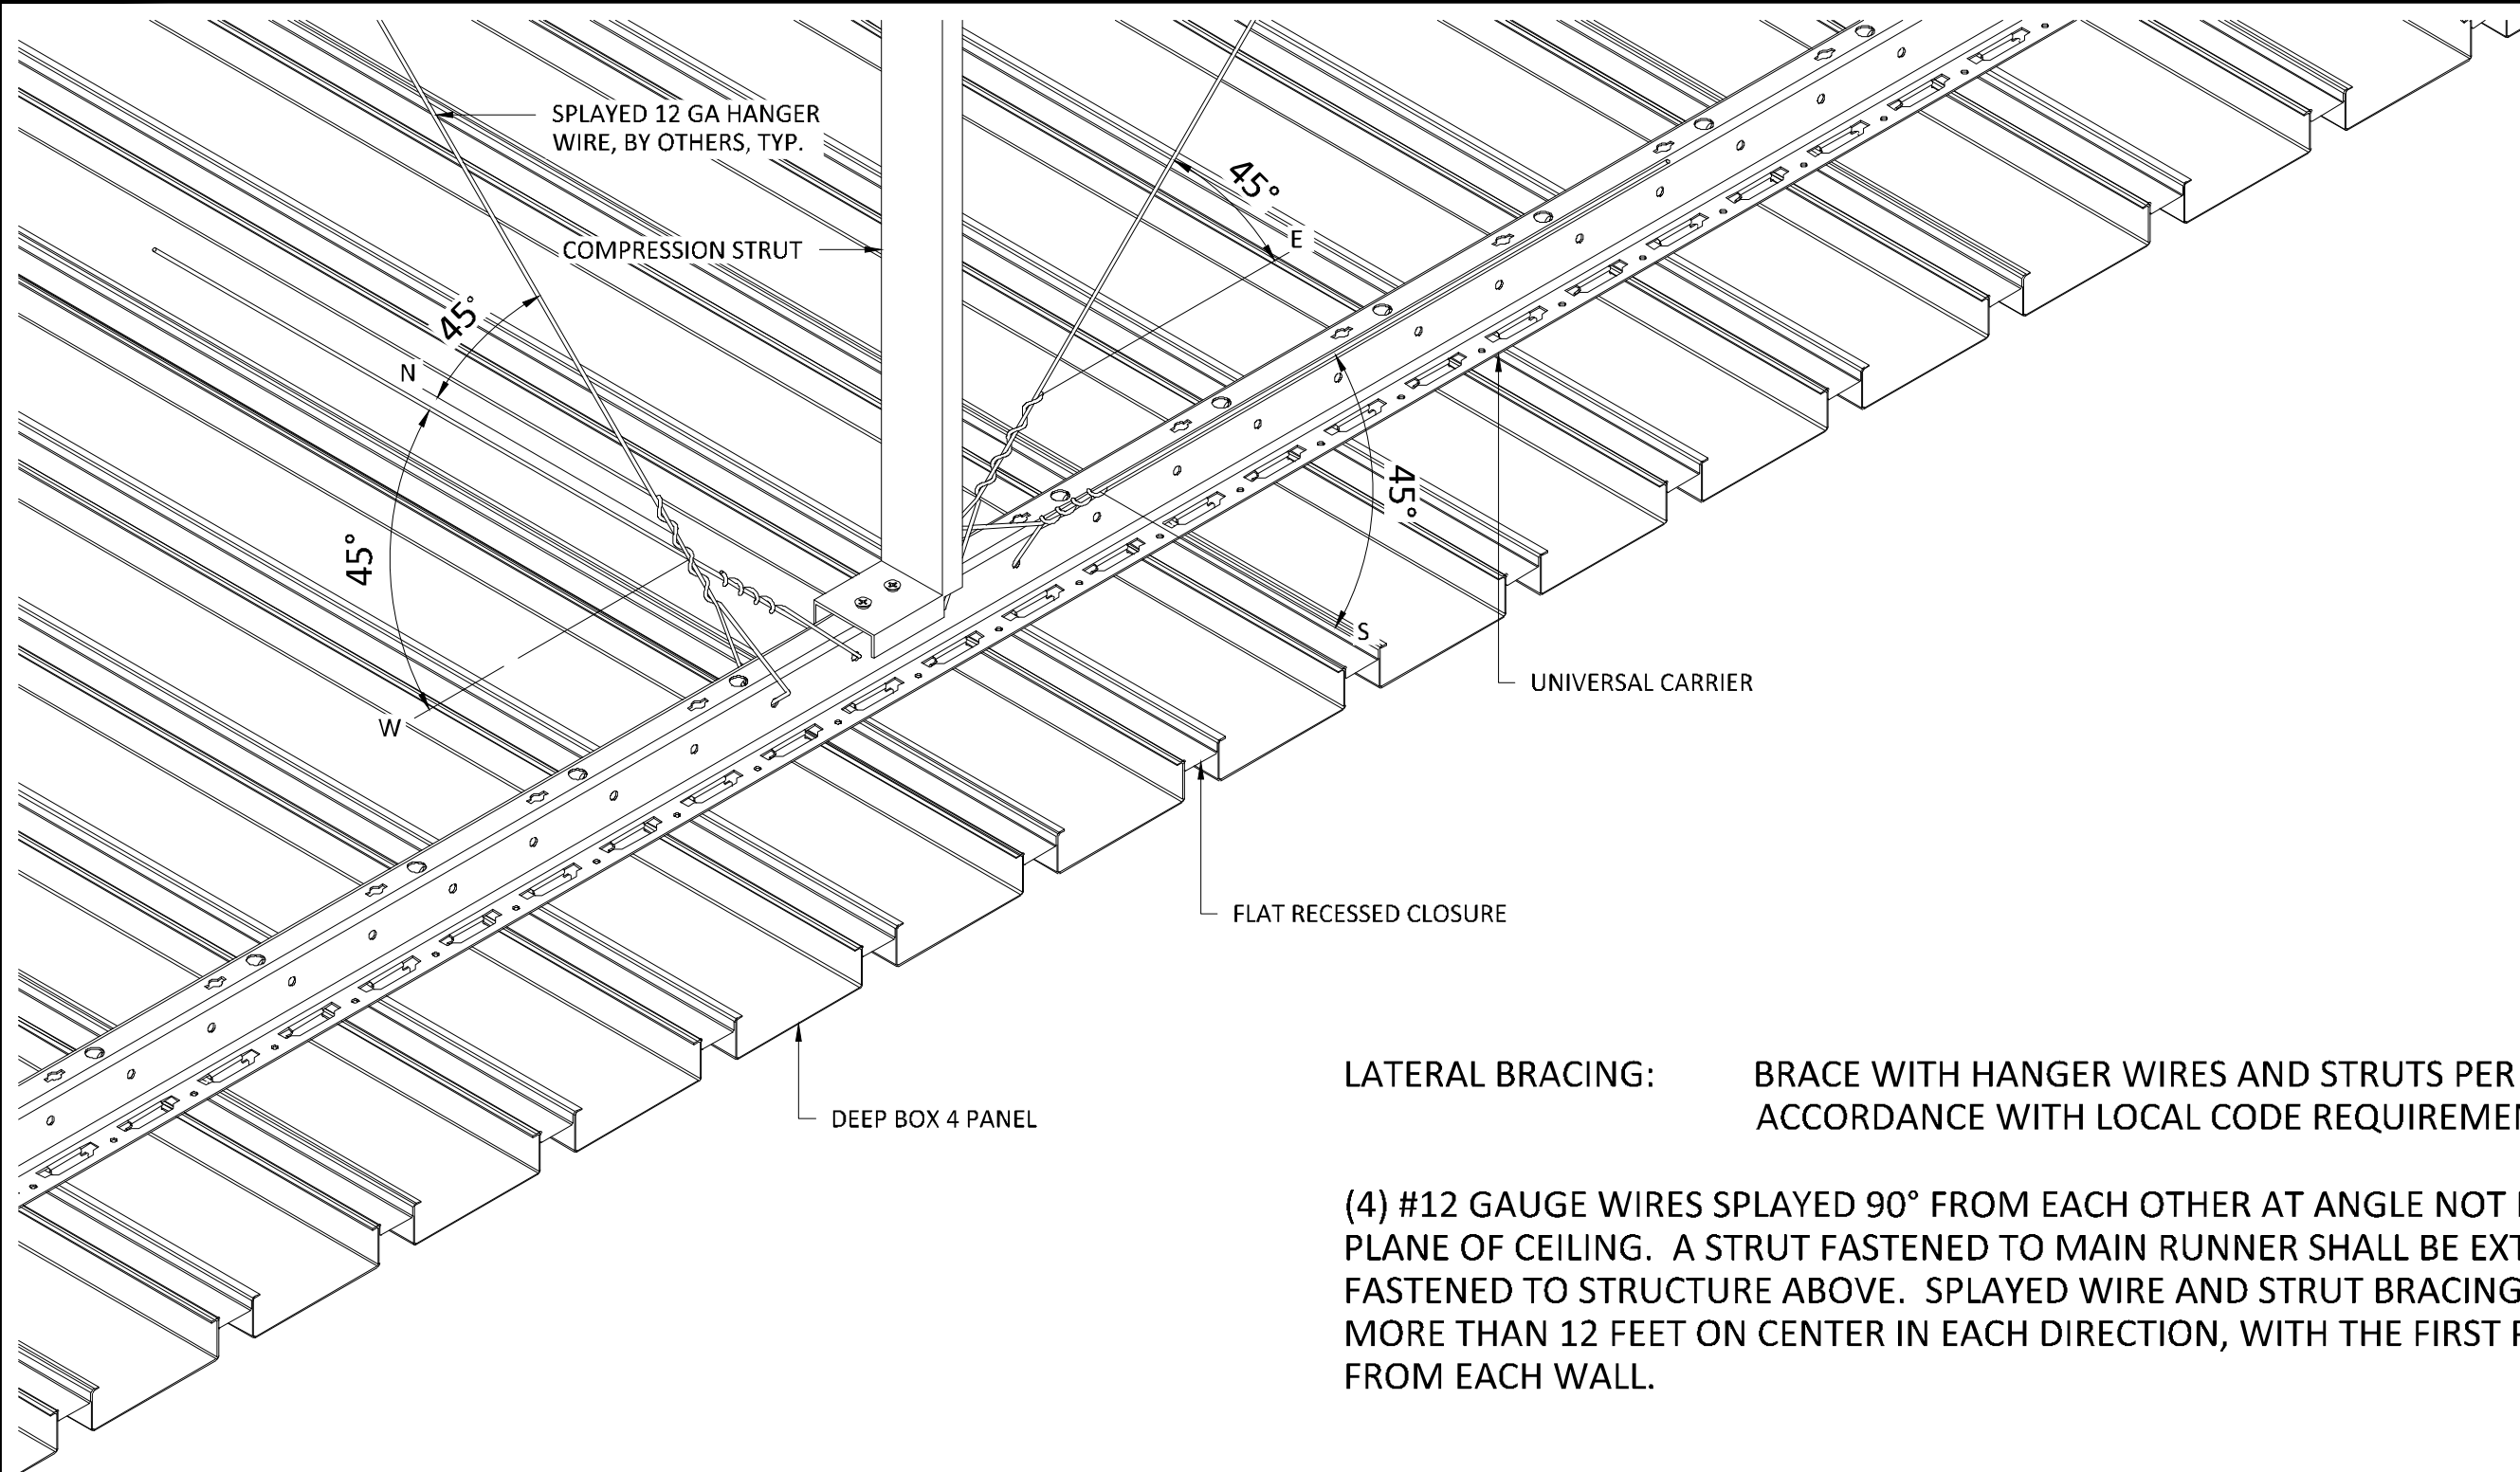 SPLAYED 12 GA HANGER
WIRE, BY OTHERS, TYP.
COMPRESSION STRUT
45°
E
45°
N
45°
W
45°
S
UNIVERSAL CARRIER
FLAT RECESSED CLOSURE
DEEP BOX 4 PANEL
LATERAL BRACING: BRACE WITH HANGER WIRES AND STRUTS PER
ACCORDANCE WITH LOCAL CODE
(4) #12 GAUGE WIRES SPLAYED 90° FROM EACH OTHER AT ANGLE NOT
PLANE OF CEILING. A STRUT FASTENED TO MAIN RUNNER SHALL BE
FASTENED TO STRUCTURE ABOVE. SPLAYED WIRE AND STRUT BRACING
MORE THAN 12 FEET ON CENTER IN EACH DIRECTION, WITH THE FIRST
FROM EACH WALL.